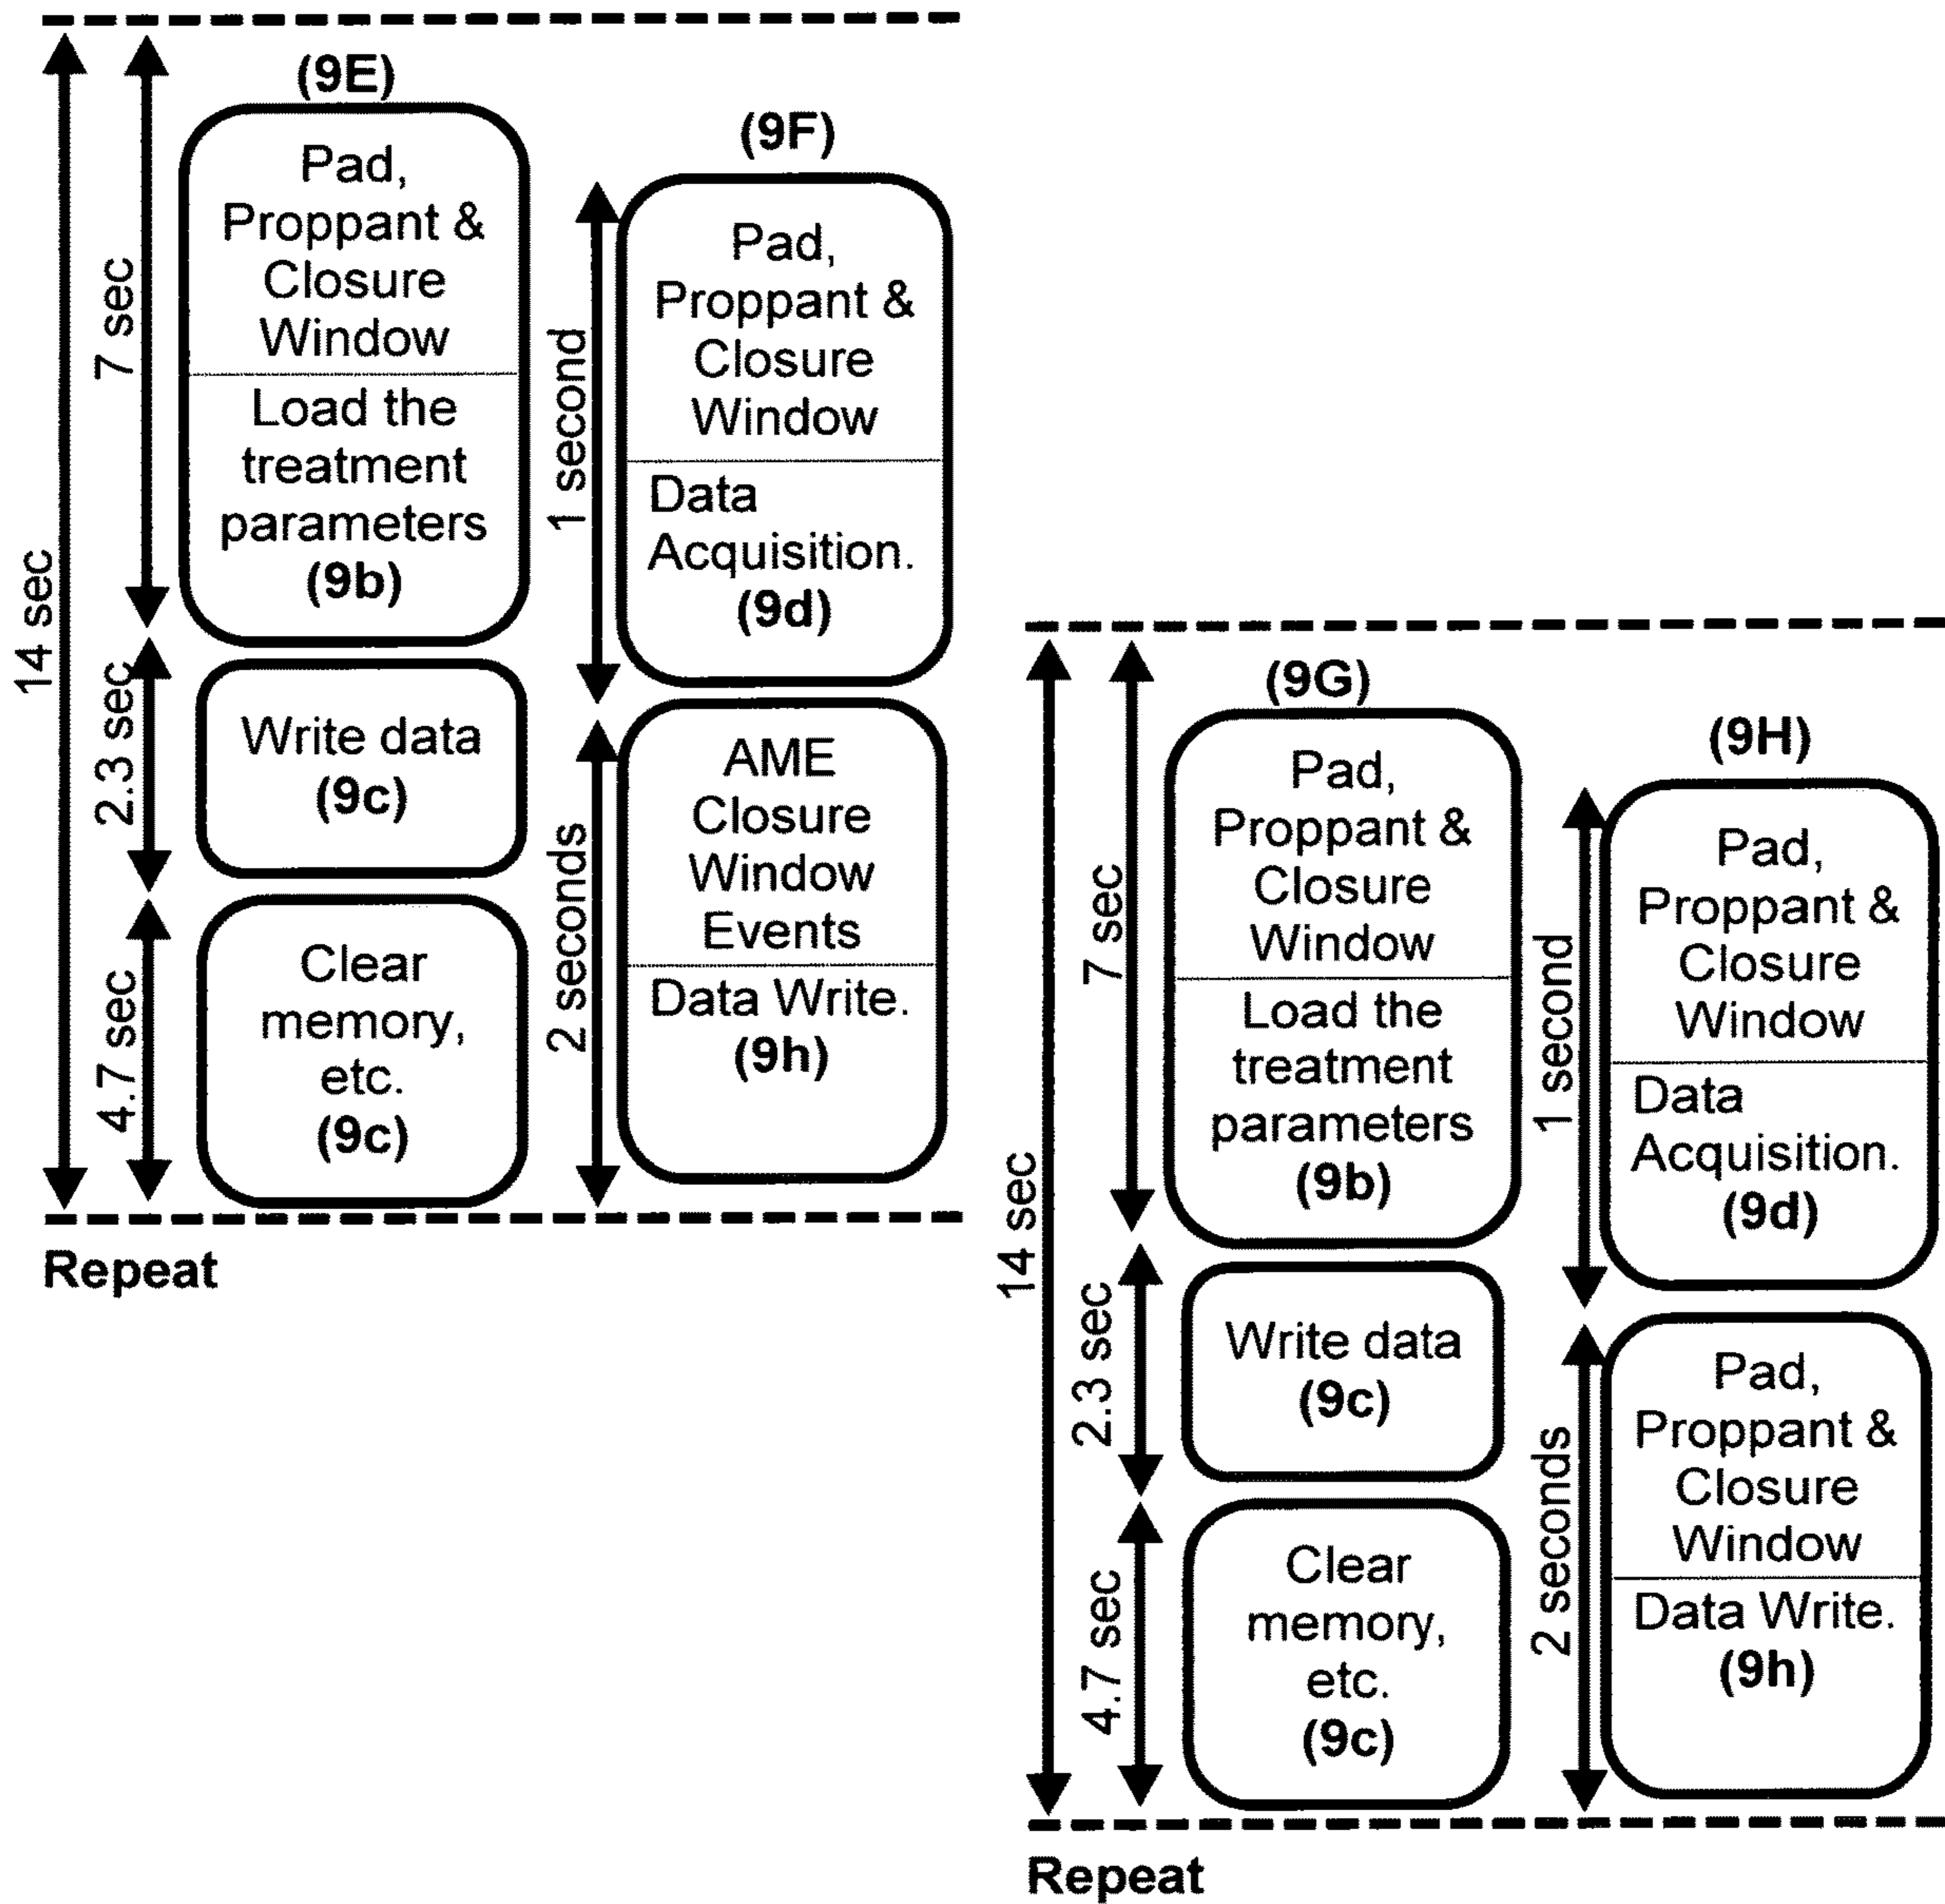 14 sec
7 sec
2.3 sec
4.7 sec
(9E)
Pad,
Proppant &
Closure
Window
Load the
treatment
parameters
(9b)
Write data
(9c)
Clear
memory,
etc.
(9c)
1 second
2 seconds
(9F)
Pad,
Proppant &
Closure
Window
Data
Acquisition.
(9d)
AME
Closure
Window
Events
Data Write.
(9h)
Repeat
14 sec
7 sec
2.3 sec
4.7 sec
(9G)
Pad,
Proppant &
Closure
Window
Load the
treatment
parameters
(9b)
Write data
(9c)
Clear
memory,
etc.
(9c)
1 second
2 seconds
(9H)
Pad,
Proppant &
Closure
Window
Data
Acquisition.
(9d)
Pad,
Proppant &
Closure
Window
Data Write.
(9h)
Repeat